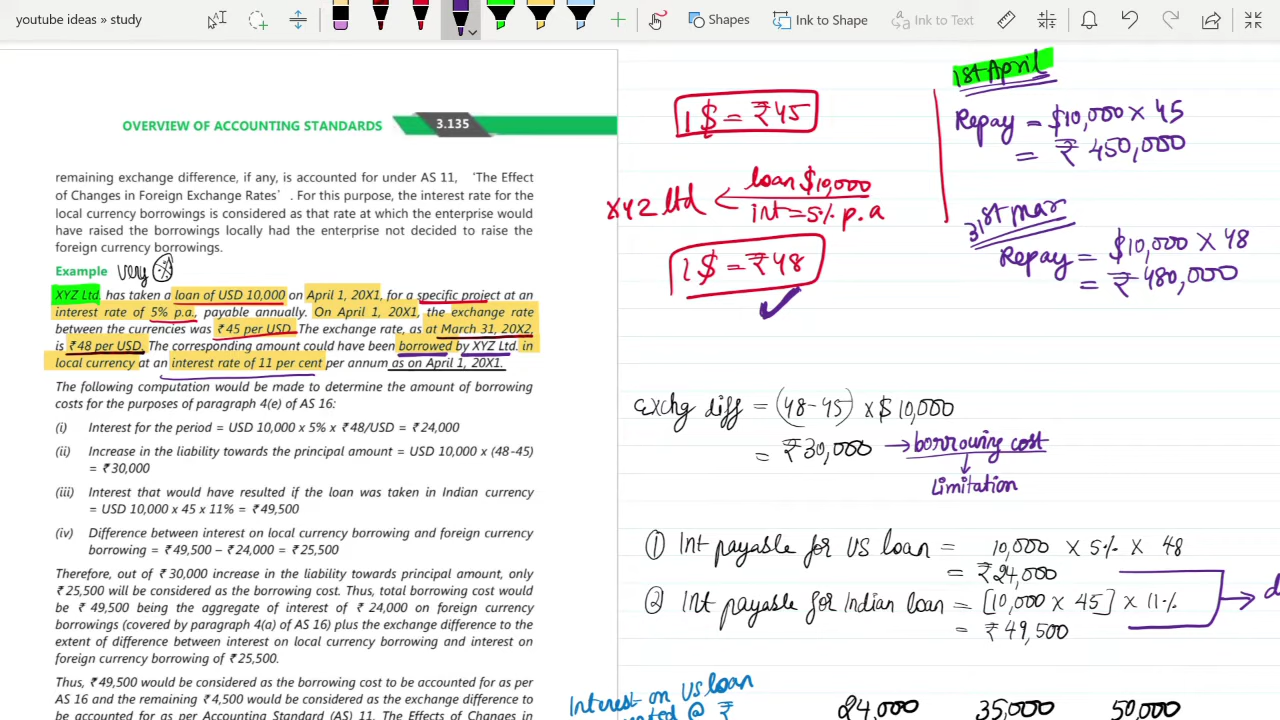 youtube ideas » study
Shapes
Ink to Shape
Ink to Text
OVERVIEW OF ACCOUNTING STANDARDS 3.135
remaining exchange difference, if any, is accounted for under AS 11, ‘The Effect
of Changes in Foreign Exchange Rates’ . For this purpose, the interest rate for the
local currency borrowings is considered as that rate at which the enterprise would
have raised the borrowings locally had the enterprise not decided to raise the
foreign currency borrowings.
Example very
XYZ Ltd. has taken a loan of USD 10,000 on April 1, 20X1, for a specific project at an
interest rate of 5% p.a., payable annually. On April 1, 20X1, the exchange rate
between the currencies was ₹ 45 per USD. The exchange rate, as at March 31, 20X2,
is ₹ 48 per USD. The corresponding amount could have been borrowed by XYZ Ltd. in
local currency at an interest rate of 11 per cent per annum as on April 1, 20X1.
The following computation would be made to determine the amount of borrowing
costs for the purposes of paragraph 4(e) of AS 16:
(i) Interest for the period = USD 10,000 x 5% x ₹ 48/USD = ₹ 24,000
(ii) Increase in the liability towards the principal amount = USD 10,000 x (48-45)
= ₹ 30,000
(iii) Interest that would have resulted if the loan was taken in Indian currency
= USD 10,000 x 45 x 11% = ₹ 49,500
(iv) Difference between interest on local currency borrowing and foreign currency
borrowing = ₹ 49,500 – ₹ 24,000 = ₹ 25,500
Therefore, out of ₹ 30,000 increase in the liability towards principal amount, only
₹ 25,500 will be considered as the borrowing cost. Thus, total borrowing cost would
be ₹ 49,500 being the aggregate of interest of ₹ 24,000 on foreign currency
borrowings (covered by paragraph 4(a) of AS 16) plus the exchange difference to the
extent of difference between interest on local currency borrowing and interest on
foreign currency borrowing of ₹ 25,500.
Thus, ₹ 49,500 would be considered as the borrowing cost to be accounted for as per
AS 16 and the remaining ₹ 4,500 would be considered as the exchange difference to
be accounted for as per Accounting Standard (AS) 11, The Effects of Changes in
1 $ = ₹45
XYZ Ltd
loan $10,000
int = 5% p.a
1 $ = ₹48
1st April
Repay = $10,000 × 45
= ₹ 450,000
31st mar
Repay = $10,000 × 48
= ₹ 480,000
exchg diff = (48-45) × $ 10,000
= ₹30,000 → borrowing cost
Limitation
① Int payable for US loan = 10,000 × 5% × 48
= ₹24,000
② Int payable for Indian loan = [10,000 × 45] × 11%
= ₹ 49,500
Interest on US loan
@ ₹ 24,000 35,000 50,000